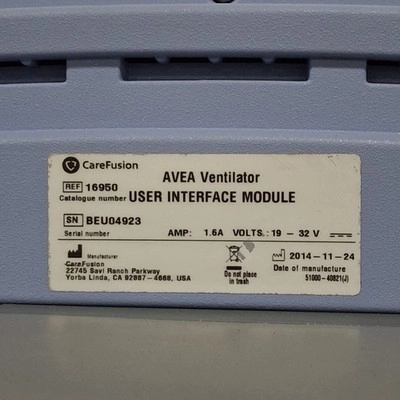 CareFusion
AVEA Ventilator
REF 16950
Catalogue number
USER INTERFACE MODULE
SN BEU04923
Serial number
AMP: 1.6A VOLTS: 19 - 32 V
Manufacturer
CareFusion
22745 Savi Ranch Parkway
Yorba Linda, CA 92887-4668, USA
Do not place
in trash
2014-11-24
Date of manufacture
51000-40821(J)